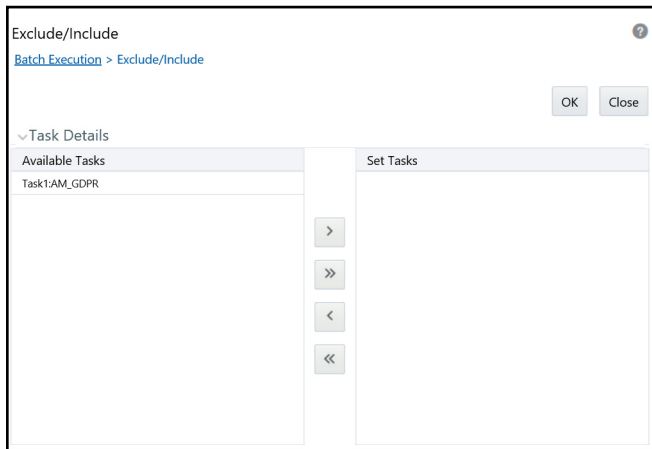 Exclude/Include
?
Batch Execution > Exclude/Include
OK Close
Task Details
Available Tasks Set Tasks
Task1:AM_GDPR
>
>>
<
<<